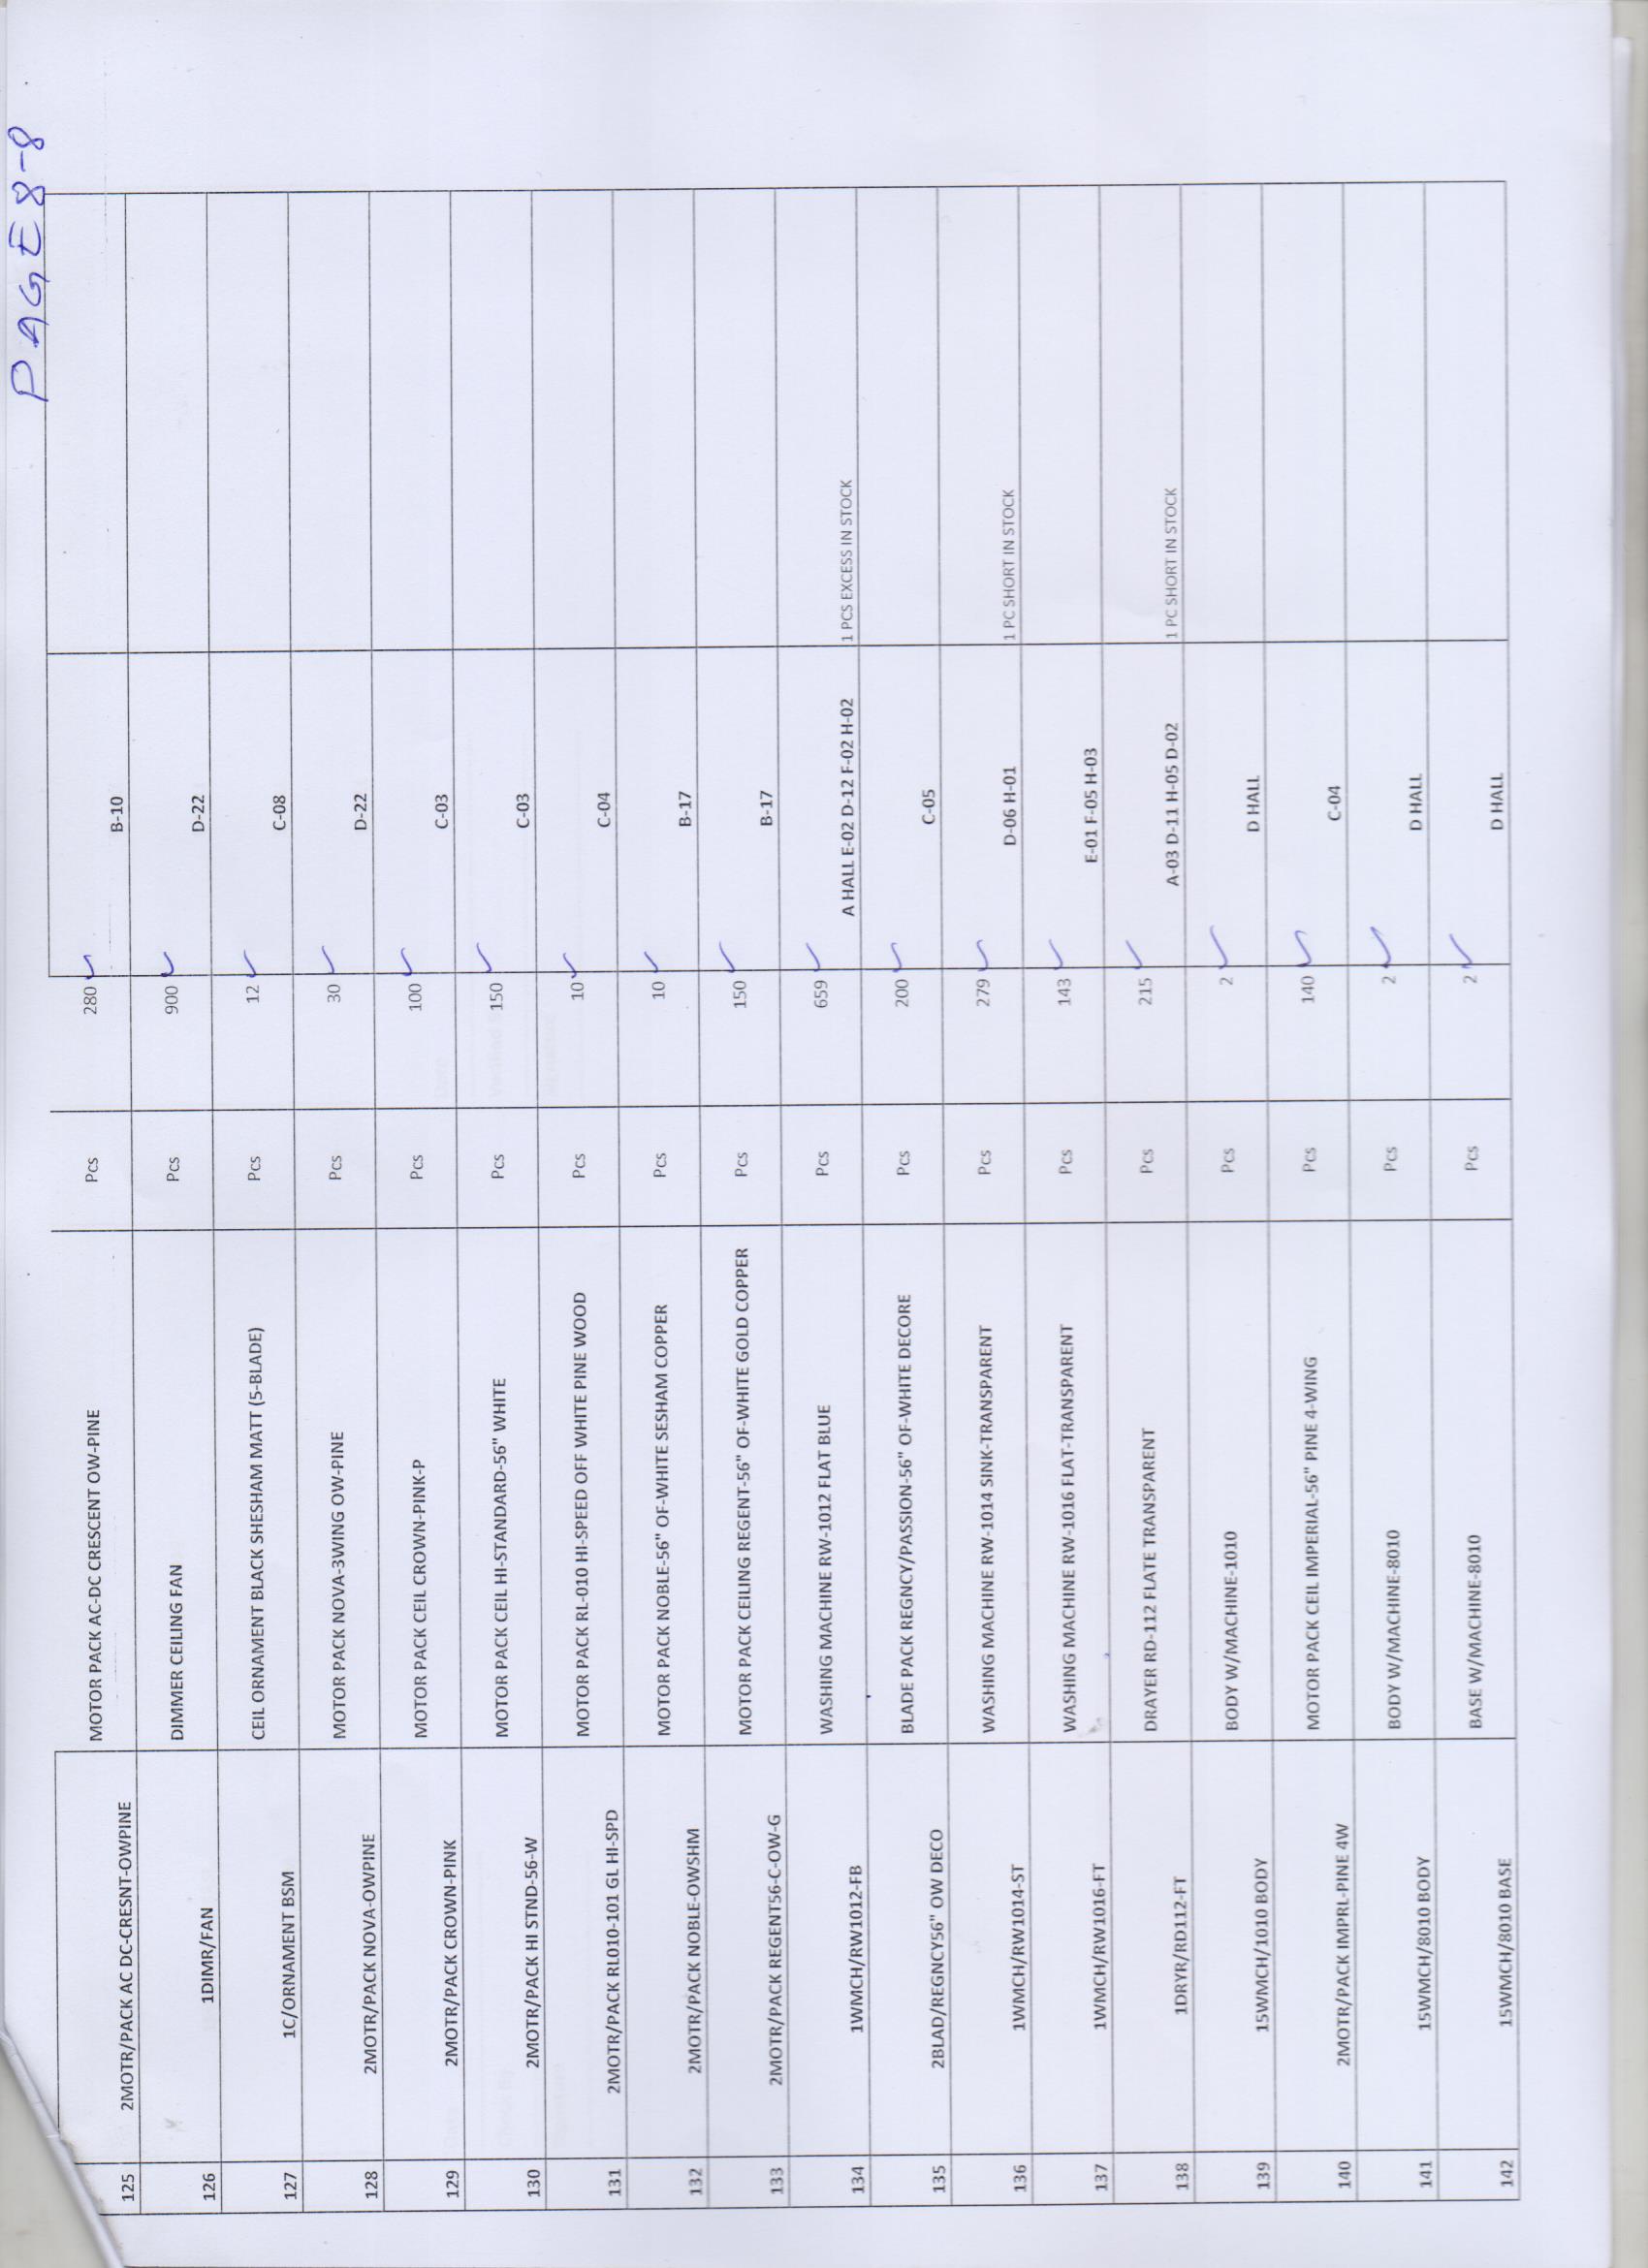 PAGE 8-8
125 2MOTR/PACK AC DC-CRESNT-OWPINE MOTOR PACK AC-DC CRESCENT OW-PINE Pcs 280 B-10
126 1DIMR/FAN DIMMER CEILING FAN Pcs 900 D-22
127 1C/ORNAMENT BSM CEIL ORNAMENT BLACK SHESHAM MATT (5-BLADE) Pcs 12 C-08
128 2MOTR/PACK NOVA-OWPINE MOTOR PACK NOVA-3WING OW-PINE Pcs 30 D-22
129 2MOTR/PACK CROWN-PINK MOTOR PACK CEIL CROWN-PINK-P Pcs 100 C-03
130 2MOTR/PACK HI STND-56-W MOTOR PACK CEIL HI-STANDARD-56" WHITE Pcs 150 C-03
131 2MOTR/PACK RL010-101 GL HI-SPD MOTOR PACK RL-010 HI-SPEED OFF WHITE PINE WOOD Pcs 10 C-04
132 2MOTR/PACK NOBLE-OWSHM MOTOR PACK NOBLE-56" OF-WHITE SESHAM COPPER Pcs 10 B-17
133 2MOTR/PACK REGENT56-C-OW-G MOTOR PACK CEILING REGENT-56" OF-WHITE GOLD COPPER Pcs 150 B-17
134 1WMCH/RW1012-FB WASHING MACHINE RW-1012 FLAT BLUE Pcs 659 A HALL E-02 D-12 F-02 H-02 1 PCS EXCESS IN STOCK
135 2BLAD/REGNCY56" OW DECO BLADE PACK REGNCY/PASSION-56" OF-WHITE DECORE Pcs 200 C-05
136 1WMCH/RW1014-ST WASHING MACHINE RW-1014 SINK-TRANSPARENT Pcs 279 D-06 H-01 1 PC SHORT IN STOCK
137 1WMCH/RW1016-FT WASHING MACHINE RW-1016 FLAT-TRANSPARENT Pcs 143 E-01 F-05 H-03
138 1DRYR/RD112-FT DRAYER RD-112 FLATE TRANSPARENT Pcs 215 A-03 D-11 H-05 D-02 1 PC SHORT IN STOCK
139 15WMCH/1010 BODY BODY W/MACHINE-1010 Pcs 2 D HALL
140 2MOTR/PACK IMPRL-PINE 4W MOTOR PACK CEIL IMPERIAL-56" PINE 4-WING Pcs 140 C-04
141 15WMCH/8010 BODY BODY W/MACHINE-8010 Pcs 2 D HALL
142 15WMCH/8010 BASE BASE W/MACHINE-8010 Pcs 2 D HALL